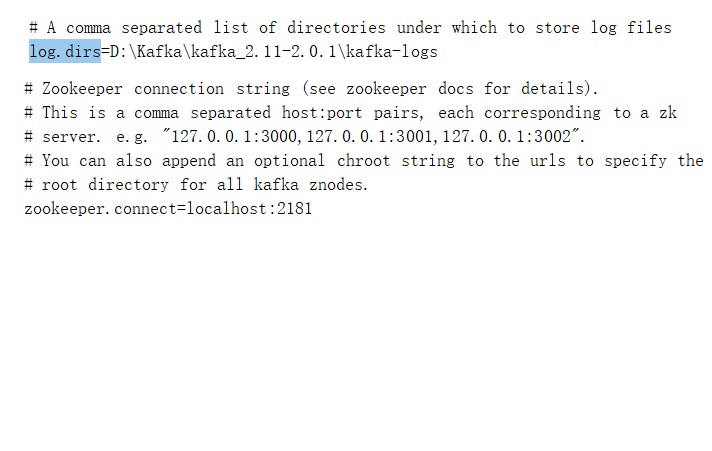 # A comma separated list of directories under which to store log files
log.dirs=D:\Kafka\kafka_2.11-2.0.1\kafka-logs
# Zookeeper connection string (see zookeeper docs for details).
# This is a comma separated host:port pairs, each corresponding to a zk
# server. e.g. "127.0.0.1:3000,127.0.0.1:3001,127.0.0.1:3002".
# You can also append an optional chroot string to the urls to specify the
# root directory for all kafka znodes.
zookeeper.connect=localhost:2181